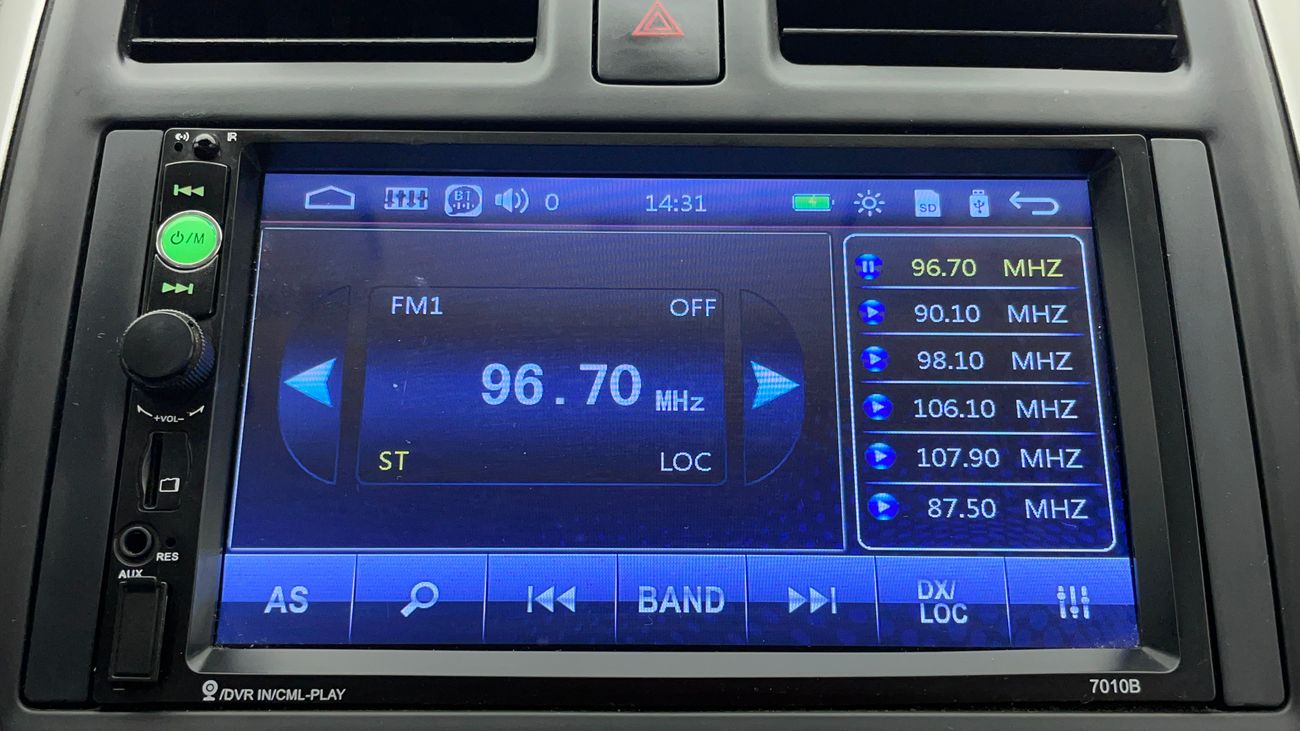 IR
0 14:31
SD
BT
⏻/M
FM1 OFF
96.70 MHz
ST LOC
96.70 MHZ
90.10 MHZ
98.10 MHZ
106.10 MHZ
107.90 MHZ
87.50 MHZ
+VOL-
RES
AUX
AS
BAND
DX/
LOC
/DVR IN/CML-PLAY
7010B